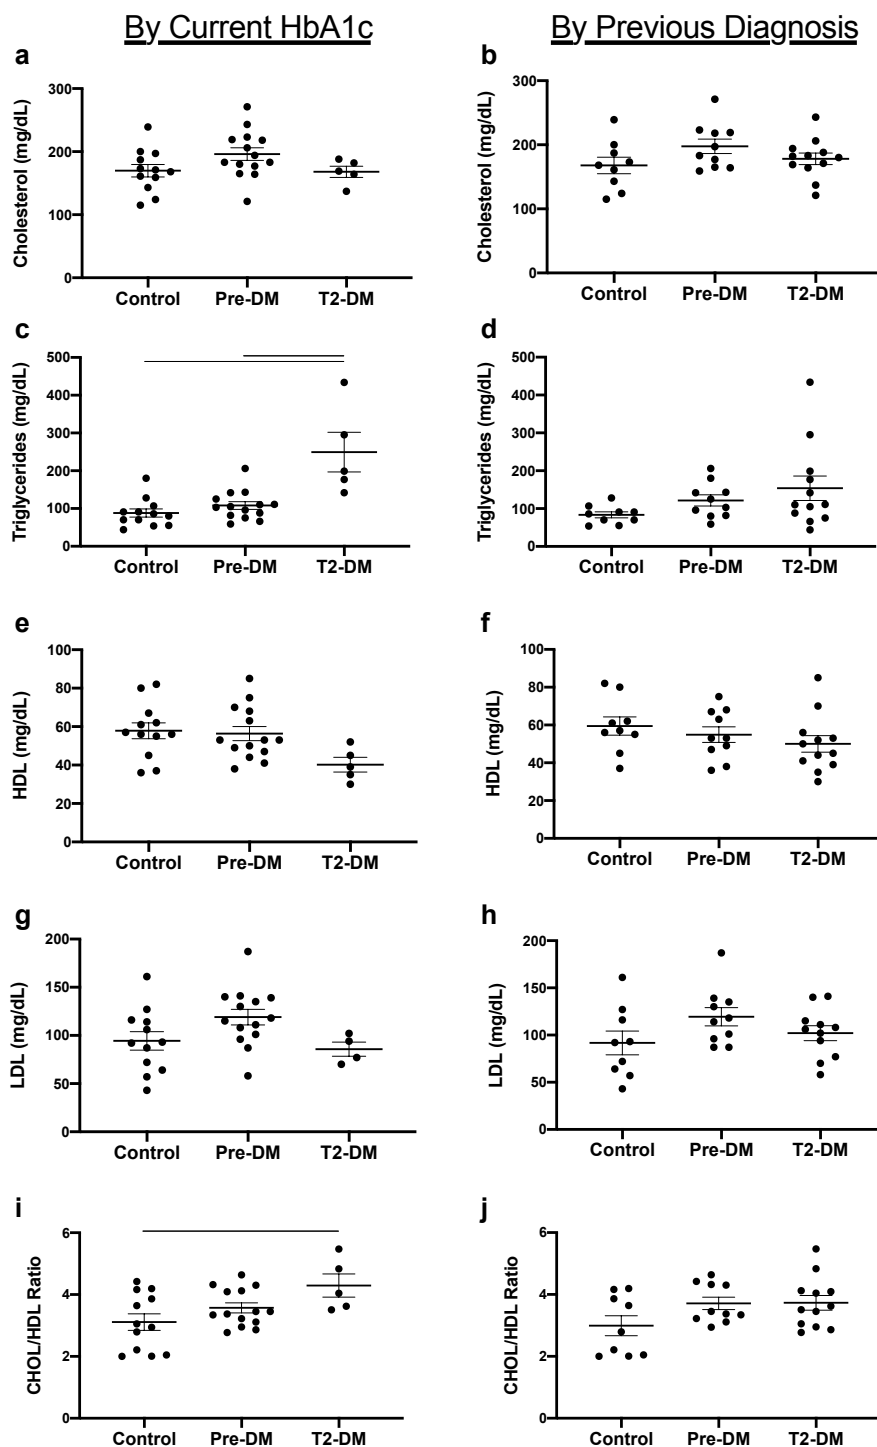 By Current HbA1c
By Previous Diagnosis
a
Cholesterol (mg/dL)
300
200
100
0
Control Pre-DM T2-DM
b
Cholesterol (mg/dL)
300
200
100
0
Control Pre-DM T2-DM
c
Triglycerides (mg/dL)
500
400
300
200
100
0
Control Pre-DM T2-DM
d
Triglycerides (mg/dL)
500
400
300
200
100
0
Control Pre-DM T2-DM
e
HDL (mg/dL)
100
80
60
40
20
0
Control Pre-DM T2-DM
f
HDL (mg/dL)
100
80
60
40
20
0
Control Pre-DM T2-DM
g
LDL (mg/dL)
200
150
100
50
0
Control Pre-DM T2-DM
h
LDL (mg/dL)
200
150
100
50
0
Control Pre-DM T2-DM
i
CHOL/HDL Ratio
6
4
2
0
Control Pre-DM T2-DM
j
CHOL/HDL Ratio
6
4
2
0
Control Pre-DM T2-DM